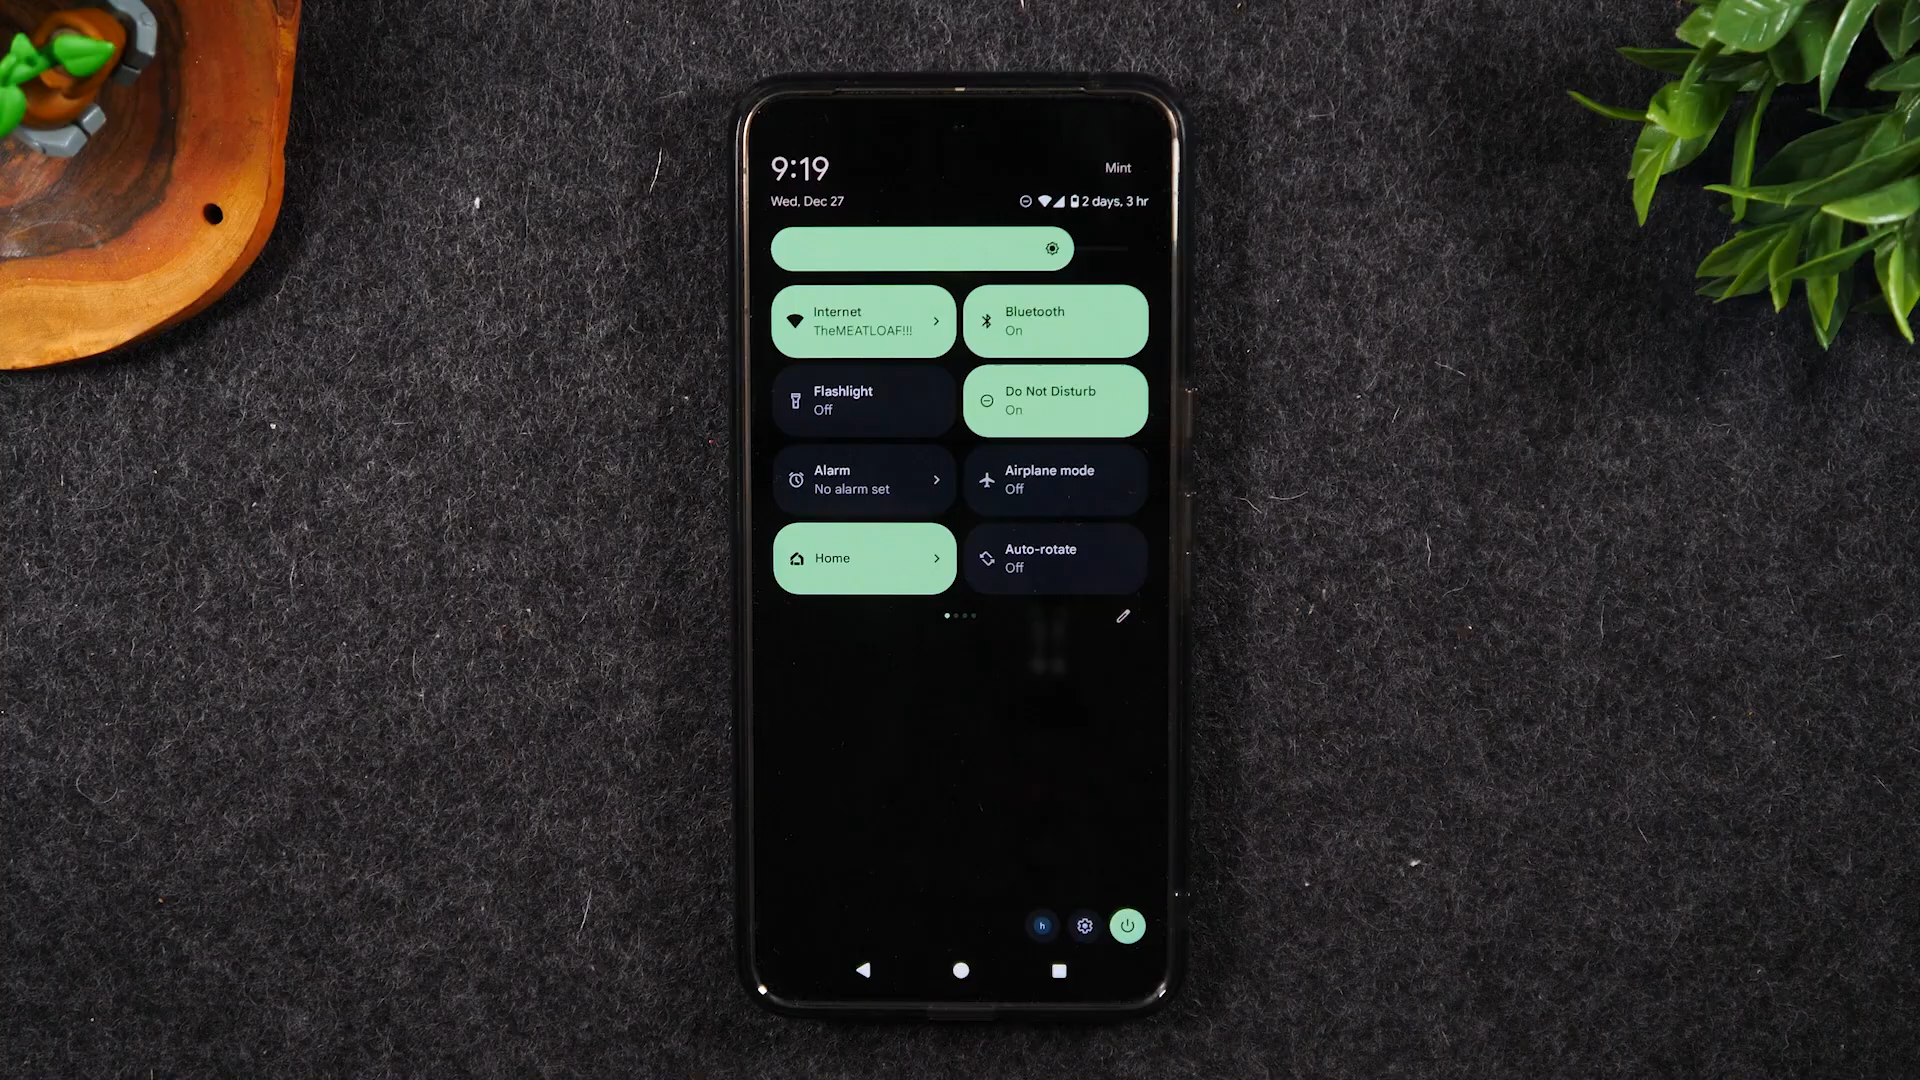 9:19
Mint
Wed, Dec 27
2 days, 3 hr
Internet
TheMEATLOAF!!!
Bluetooth
On
Flashlight
Off
Do Not Disturb
On
Alarm
No alarm set
Airplane mode
Off
Home
Auto-rotate
Off
h